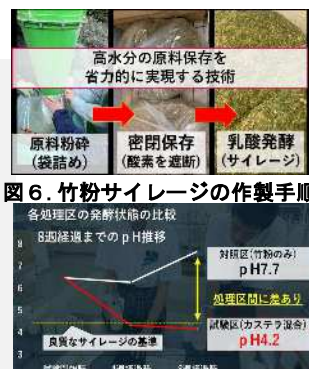 高水分の原料保存を
省力的に実現する技術
原料粉砕
(袋詰め)
密閉保存
(酸素を遮断)
乳酸発酵
(サイレージ)
図6.竹粉サイレージの作製手順
各処理区の発酵状態の比較
8週経過までのpH推移
8
7
6
5
4
3
対照区(竹粉のみ)
pH7.7
処理区間に差あり
試験区(カステラ混合)
pH4.2
良質なサイレージの基準